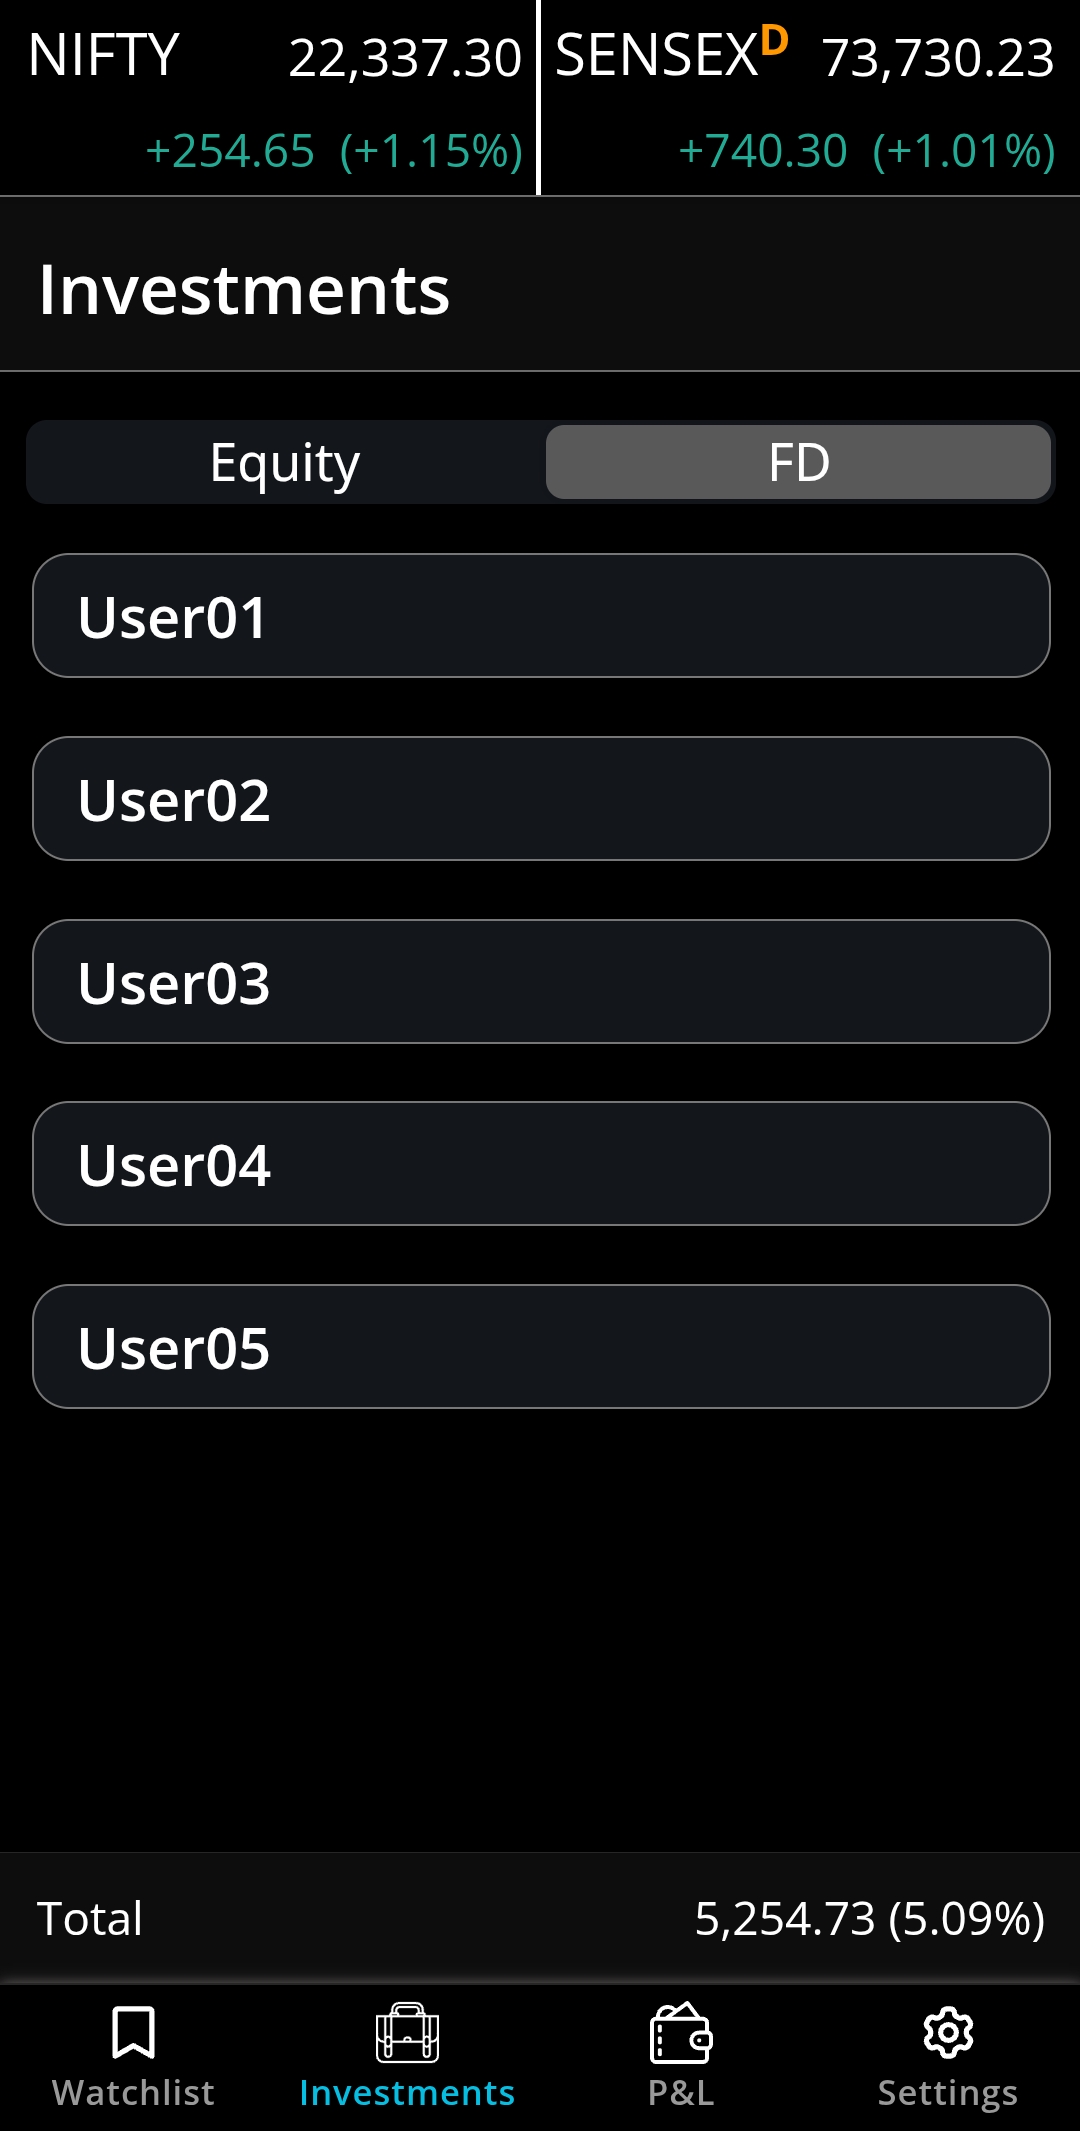 NIFTY 22,337.30
+254.65 (+1.15%)
SENSEX D 73,730.23
+740.30 (+1.01%)
Investments
Equity FD
User01
User02
User03
User04
User05
Total 5,254.73 (5.09%)
Watchlist Investments P&L Settings